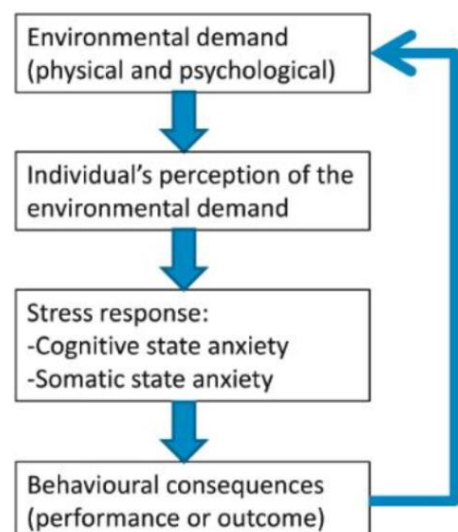 Environmental demand
(physical and psychological)
Individual's perception of the
environmental demand
Stress response:
-Cognitive state anxiety
-Somatic state anxiety
Behavioural consequences
(performance or outcome)